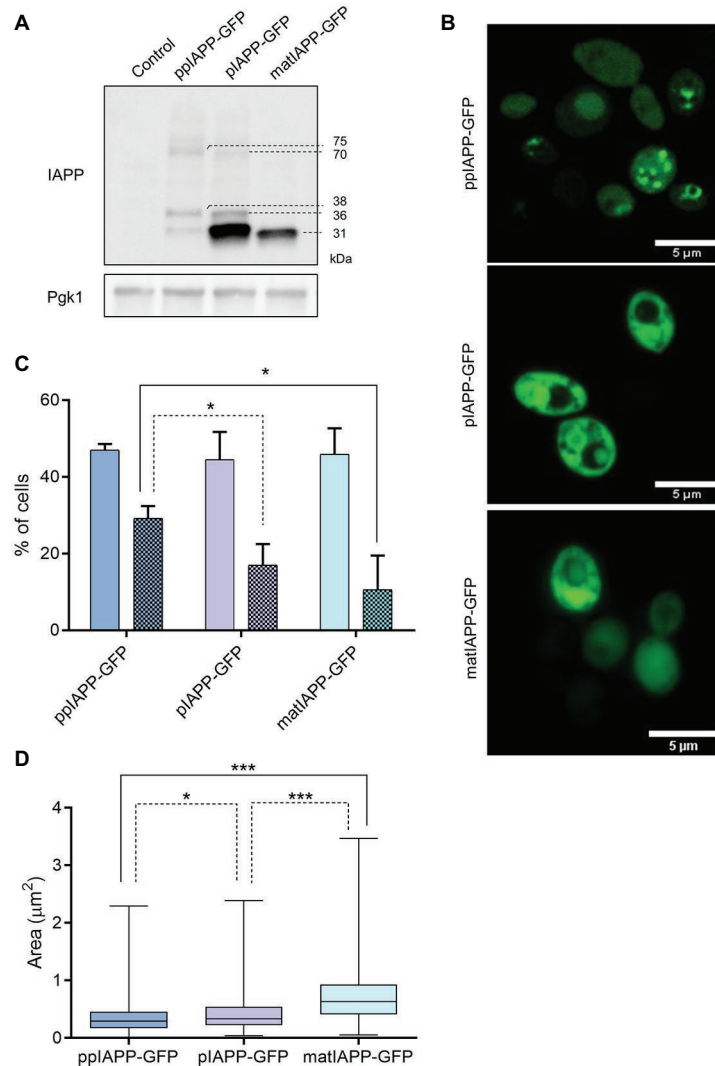 A
Control
ppIAPP-GFP
pIAPP-GFP
matIAPP-GFP
IAPP
75
70
38
36
31
kDa
Pgk1
B
ppIAPP-GFP
5 µm
pIAPP-GFP
5 µm
matIAPP-GFP
5 µm
C
% of cells
60
40
20
0
*
*
ppIAPP-GFP
pIAPP-GFP
matIAPP-GFP
D
Area (µm²)
4
3
2
1
0
***
*
***
ppIAPP-GFP
pIAPP-GFP
matIAPP-GFP